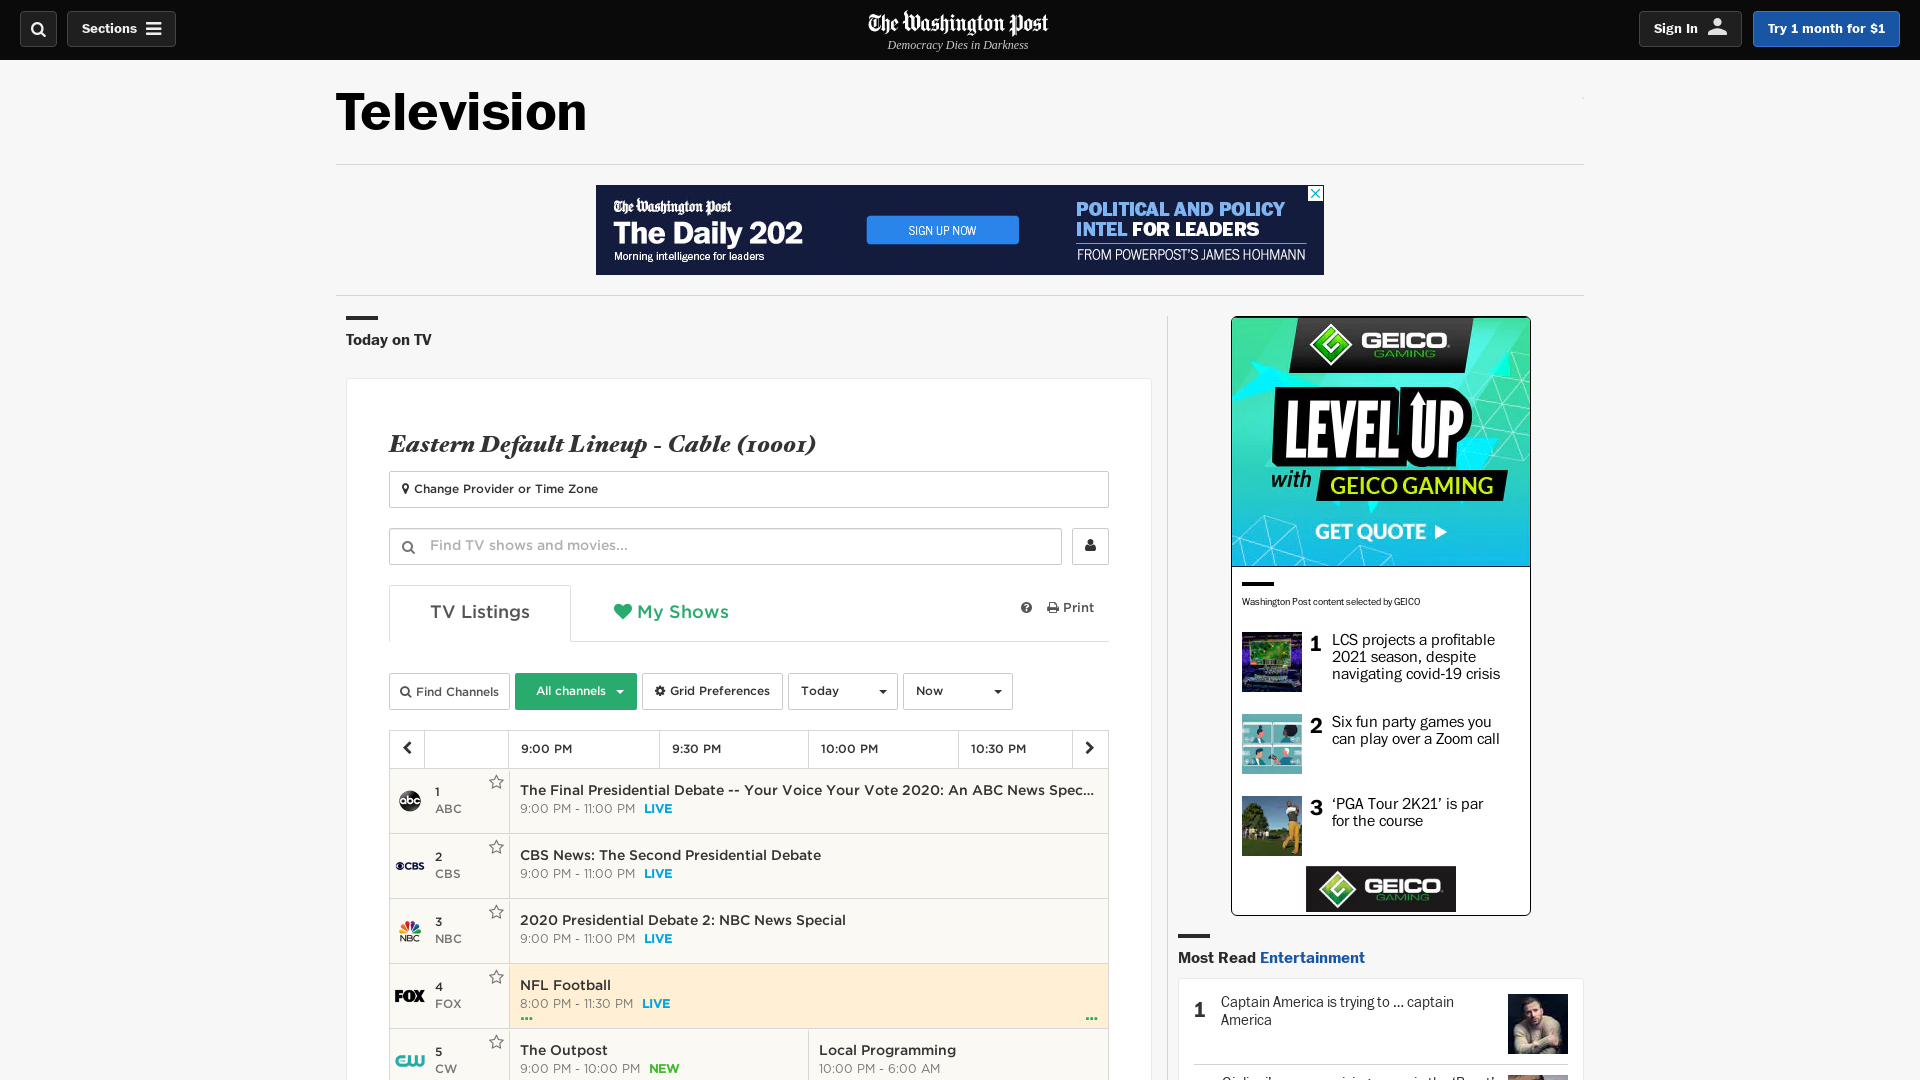 Sections
The Washington Post
Democracy Dies in Darkness
Sign In
Try 1 month for $1
Television
The Washington Post
The Daily 202
Morning intelligence for leaders
SIGN UP NOW
POLITICAL AND POLICY
INTEL FOR LEADERS
FROM POWERPOST'S JAMES HOHMANN
Today on TV
Eastern Default Lineup - Cable (10001)
Change Provider or Time Zone
Find TV shows and movies...
TV Listings
My Shows
Print
Find Channels
All channels
Grid Preferences
Today
Now
9:00 PM
9:30 PM
10:00 PM
10:30 PM
abc
1
ABC
The Final Presidential Debate -- Your Voice Your Vote 2020: An ABC News Spec...
9:00 PM - 11:00 PM LIVE
CBS
2
CBS
CBS News: The Second Presidential Debate
9:00 PM - 11:00 PM LIVE
NBC
3
NBC
2020 Presidential Debate 2: NBC News Special
9:00 PM - 11:00 PM LIVE
FOX
4
FOX
NFL Football
8:00 PM - 11:30 PM LIVE
...
...
CW
5
CW
The Outpost
9:00 PM - 10:00 PM NEW
Local Programming
10:00 PM - 6:00 AM
GEICO
GAMING
LEVEL UP
with GEICO GAMING
GET QUOTE
Washington Post content selected by GEICO
1
LCS projects a profitable
2021 season, despite
navigating covid-19 crisis
2
Six fun party games you
can play over a Zoom call
3
‘PGA Tour 2K21’ is par
for the course
GEICO
GAMING
Most Read Entertainment
1
Captain America is trying to ... captain
America